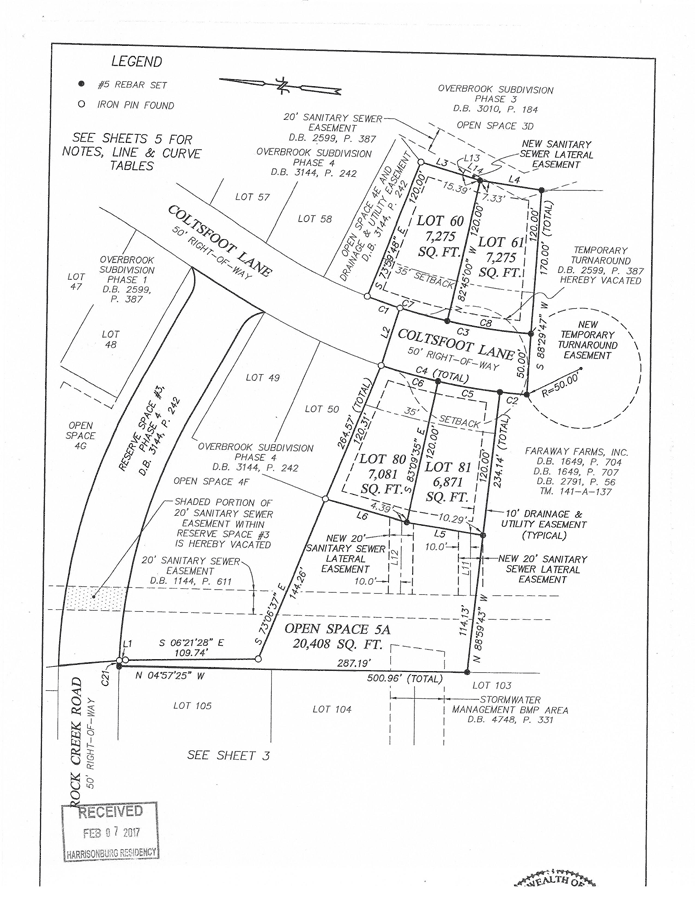 LEGEND
#5 REBAR SET
IRON PIN FOUND
SEE SHEETS 5 FOR
NOTES, LINE & CURVE
TABLES
20' SANITARY SEWER
EASEMENT
D.B. 2599, P. 387
OVERBROOK SUBDIVISION
PHASE 4
D.B. 3144, P. 242
OVERBROOK SUBDIVISION
PHASE 3
D.B. 3010, P. 184
OPEN SPACE 3D
NEW SANITARY
SEWER LATERAL
EASEMENT
L3
L13
L14
L4
15.39'
7.33'
OPEN SPACE 4E AND
DRAINAGE & UTILITY EASEMENT
D.B. 3144, P. 242
LOT 57
LOT 58
COLTSFOOT LANE
50' RIGHT-OF-WAY
120.00'
S 73°59'48" E
LOT 60
7,275
SQ. FT.
35' SETBACK
120.00'
N 82°45'00" W
LOT 61
7,275
SQ. FT.
120.00'
170.00' (TOTAL)
S 88°29'47" W
50.00'
TEMPORARY
TURNAROUND
D.B. 2599, P. 387
HEREBY VACATED
NEW
TEMPORARY
TURNAROUND
EASEMENT
R=50.00'
C1
C7
C3
C8
L2
COLTSFOOT LANE
50' RIGHT-OF-WAY
C4 (TOTAL)
C6
C5
C2
LOT
47
OVERBROOK
SUBDIVISION
PHASE 1
D.B. 2599,
P. 387
LOT
48
OPEN
SPACE
4G
RESERVE SPACE #3,
PHASE 4
D.B. 3144, P. 242
LOT 49
LOT 50
OVERBROOK SUBDIVISION
PHASE 4
D.B. 3144, P. 242
OPEN SPACE 4F
264.57' (TOTAL)
120.31'
35'
SETBACK
LOT 80
7,081
SQ. FT.
S 83°09'35" E
120.00'
LOT 81
6,871
SQ. FT.
120.00'
234.14' (TOTAL)
FARAWAY FARMS, INC.
D.B. 1649, P. 704
D.B. 1649, P. 707
D.B. 2791, P. 56
TM. 141-A-137
10' DRAINAGE &
UTILITY EASEMENT
(TYPICAL)
SHADED PORTION OF
20' SANITARY SEWER
EASEMENT WITHIN
RESERVE SPACE #3
IS HEREBY VACATED
4.39'
10.29'
L6
L5
NEW 20'
SANITARY SEWER
LATERAL
EASEMENT
L12
10.0'
10.0'
L11
NEW 20' SANITARY
SEWER LATERAL
EASEMENT
20' SANITARY SEWER
EASEMENT
D.B. 1144, P. 611
144.26'
S 73°06'37" E
114.13'
N 88°59'43" W
OPEN SPACE 5A
20,408 SQ. FT.
L1
S 06°21'28" E
109.74'
287.19'
C21
N 04°57'25" W
500.96' (TOTAL)
LOT 103
STORMWATER
MANAGEMENT BMP AREA
D.B. 4748, P. 331
LOT 105
LOT 104
ROCK CREEK ROAD
50' RIGHT-OF-WAY
SEE SHEET 3
RECEIVED
FEB 07 2017
HARRISONBURG RESIDENCY
WEALTH OF